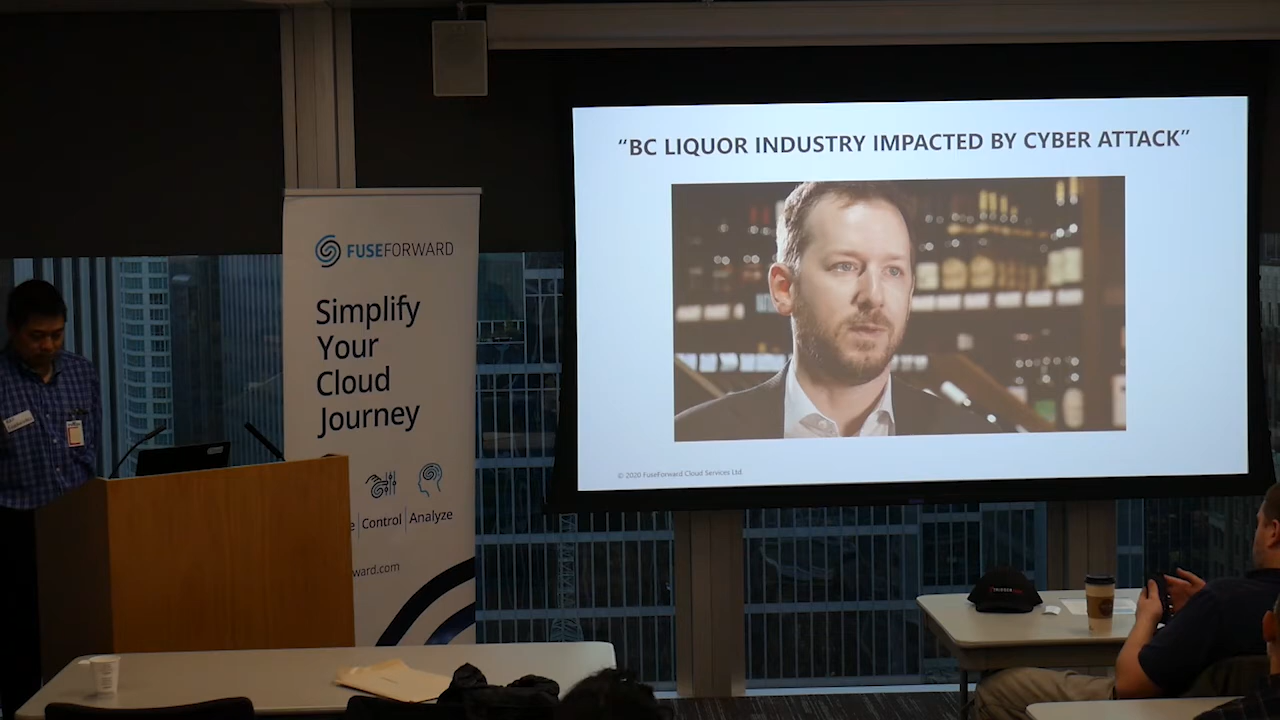 “BC LIQUOR INDUSTRY IMPACTED BY CYBER ATTACK”
© 2020 FuseForward Cloud Services Ltd.
FUSEFORWARD
Simplify
Your
Cloud
Journey
e | Control | Analyze
ward.com